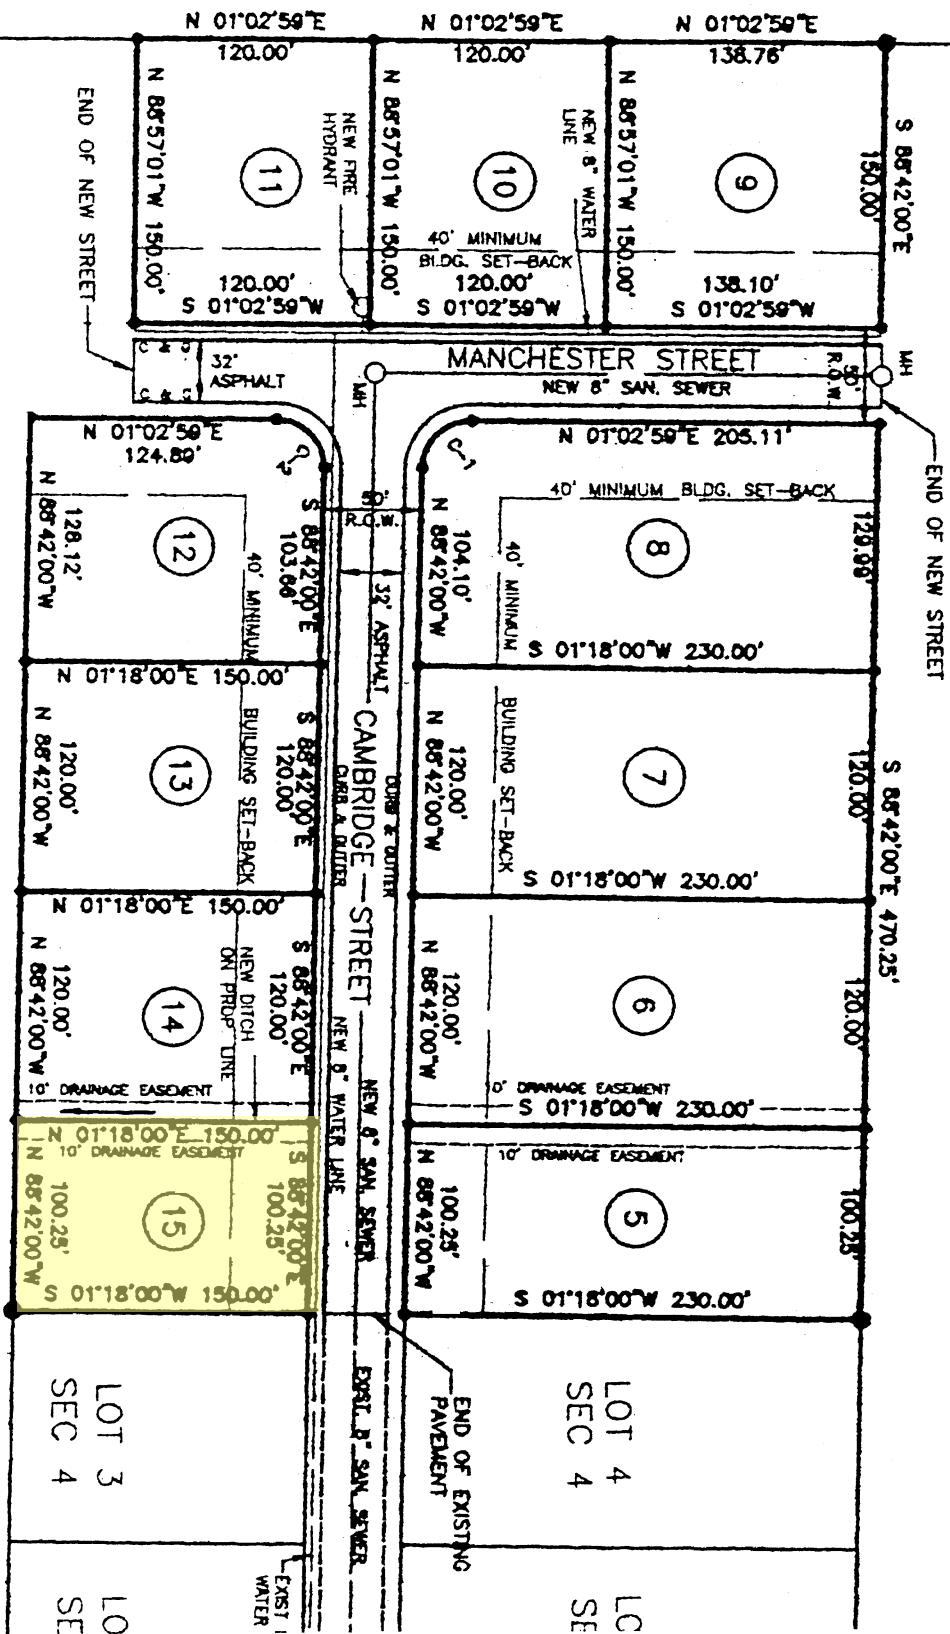 N 01°02'59"E
120.00'
N 01°02'59"E
120.00'
N 01°02'59"E
138.76'
S 88°42'00"E
150.00'
N 88°57'01"W 150.00'
11
NEW FIRE
HYDRANT
N 88°57'01"W 150.00'
10
NEW 8" WATER
LINE
N 88°57'01"W 150.00'
9
40' MINIMUM
BLDG. SET-BACK
120.00'
S 01°02'59"W
120.00'
S 01°02'59"W
138.10'
S 01°02'59"W
END OF NEW STREET
C & G
C & G
32'
ASPHALT
MH
MANCHESTER STREET
NEW 8" SAN. SEWER
50'
R.O.W.
MH
END OF NEW STREET
N 01°02'59"E
124.89'
C-2
C-1
N 01°02'59"E 205.11'
40' MINIMUM BLDG. SET-BACK
128.12'
N 88°42'00"W
12
40' MINIMUM
S 88°42'00"E
103.66'
50'
R.O.W.
32' ASPHALT
104.10'
N 88°42'00"W
40' MINIMUM
8
129.99'
S 01°18'00"W 230.00'
N 01°18'00"E 150.00'
120.00'
N 88°42'00"W
13
BUILDING SET-BACK
S 88°42'00"E
120.00'
CURB & GUTTER
CAMBRIDGE STREET
CURB & GUTTER
120.00'
N 88°42'00"W
BUILDING SET-BACK
7
120.00'
S 88°42'00"E 470.25'
S 01°18'00"W 230.00'
N 01°18'00"E 150.00'
120.00'
N 88°42'00"W
14
NEW DITCH
ON PROP LINE
S 88°42'00"E
120.00'
NEW 8" WATER LINE
NEW 8" SAN. SEWER
120.00'
N 88°42'00"W
6
120.00'
10' DRAINAGE EASEMENT
0' DRAINAGE EASEMENT
S 01°18'00"W 230.00'
N 01°18'00"E 150.00'
10' DRAINAGE EASEMENT
10' DRAINAGE EASEMENT
100.25'
N 88°42'00"W
15
S 88°42'00"E
100.25'
100.25'
N 88°42'00"W
5
100.25'
S 01°18'00"W 150.00'
S 01°18'00"W 230.00'
LOT 3
SEC 4
EXIST. 8" SAN. SEWER
END OF EXISTING
PAVEMENT
LOT 4
SEC 4
EXIST
WATER
LO
SE
LO
SE